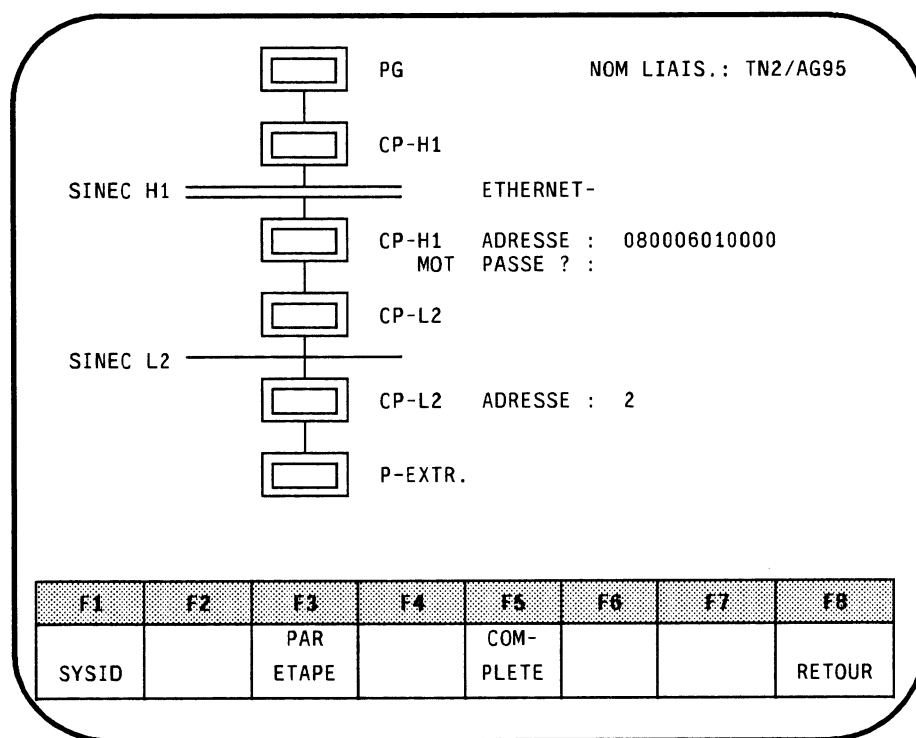 PG NOM LIAIS.: TN2/AG95
CP-H1
SINEC H1 ETHERNET-
CP-H1 ADRESSE : 080006010000
MOT PASSE ? :
CP-L2
SINEC L2
CP-L2 ADRESSE : 2
P-EXTR.
F1 F2 F3 F4 F5 F6 F7 F8
PAR COM-
SYSID ETAPE PLETE RETOUR